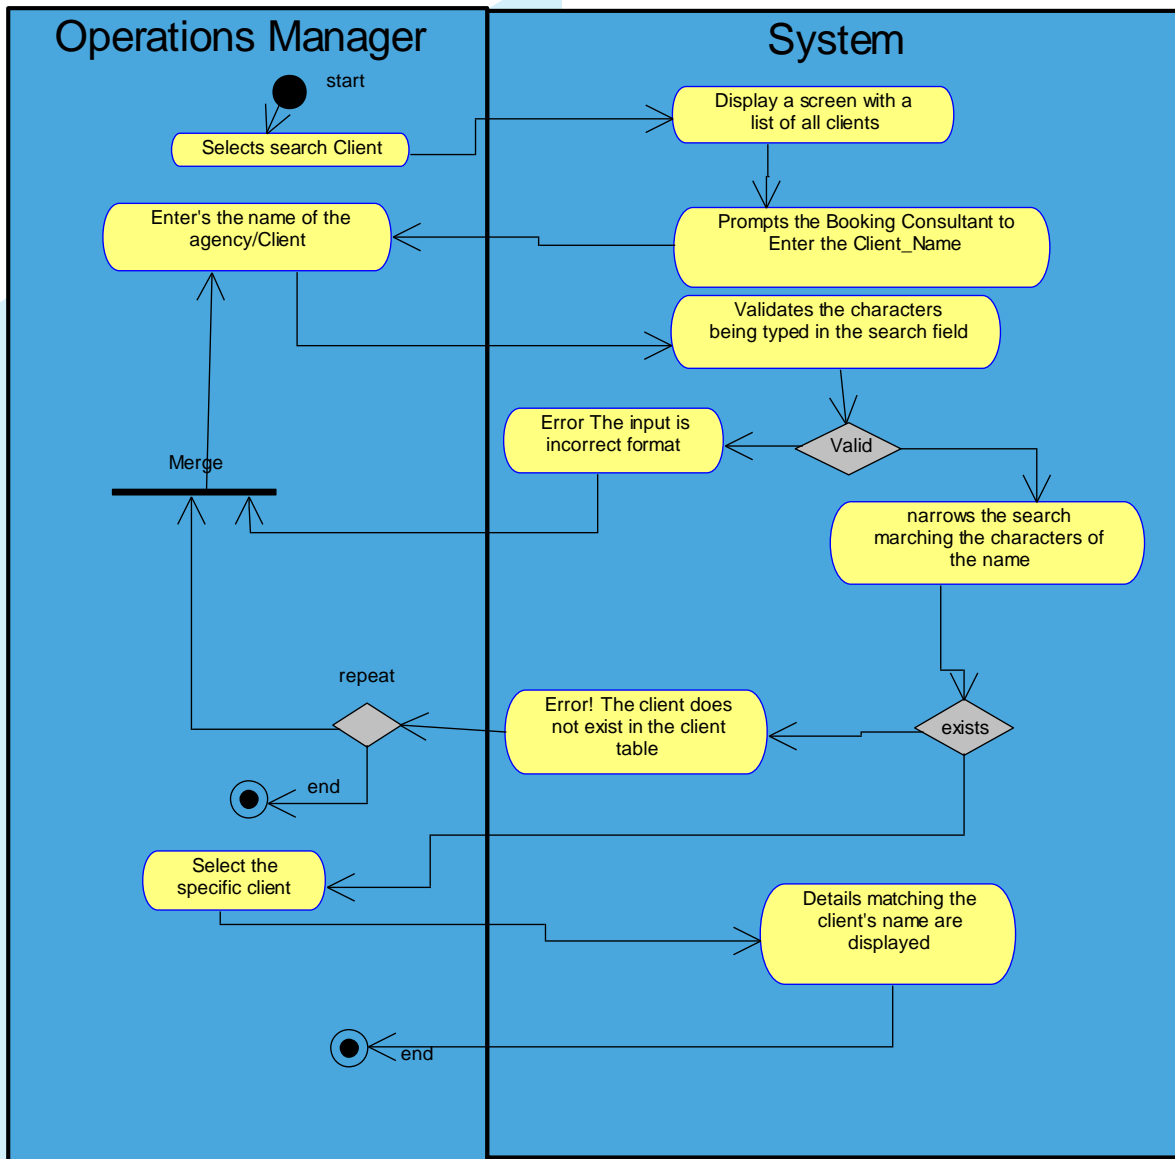 Operations Manager
System
start
Selects search Client
Display a screen with a
list of all clients
Enter's the name of the
agency/Client
Prompts the Booking Consultant to
Enter the Client_Name
Validates the characters
being typed in the search field
Error The input is
incorrect format
Valid
Merge
narrows the search
marching the characters of
the name
repeat
Error! The client does
not exist in the client
table
exists
end
Select the
specific client
Details matching the
client's name are
displayed
end